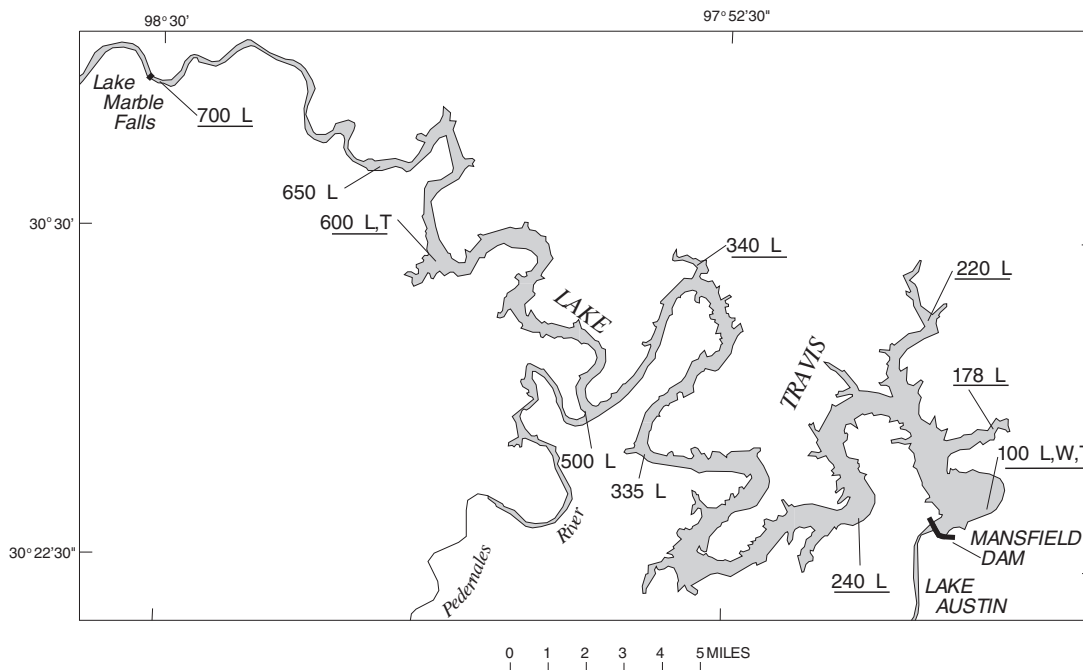 98° 30'
97° 52'30"
Lake
Marble
Falls
700 L
650 L
30° 30'
600 L,T
340 L
220 L
LAKE
TRAVIS
178 L
100 L,W,T
500 L
335 L
30° 22'30"
River
Pedernales
240 L
MANSFIELD
DAM
LAKE
AUSTIN
0 1 2 3 4 5 MILES